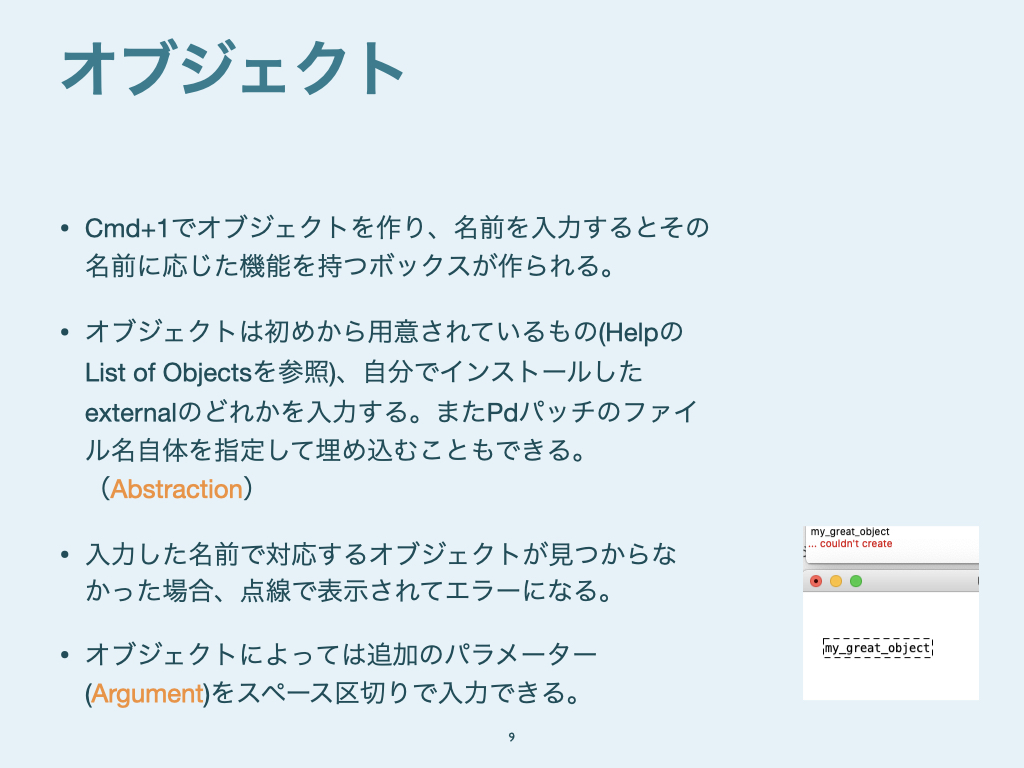 オブジェクト
• Cmd+1でオブジェクトを作り、名前を入力するとその
名前に応じた機能を持つボックスが作られる。
• オブジェクトは初めから用意されているもの(Helpの
List of Objectsを参照)、自分でインストールした
externalのどれかを入力する。またPdパッチのファイ
ル名自体を指定して埋め込むこともできる。
（Abstraction）
• 入力した名前で対応するオブジェクトが見つからな
かった場合、点線で表示されてエラーになる。
• オブジェクトによっては追加のパラメーター
(Argument)をスペース区切りで入力できる。
my_great_object
... couldn't create
my_great_object
9